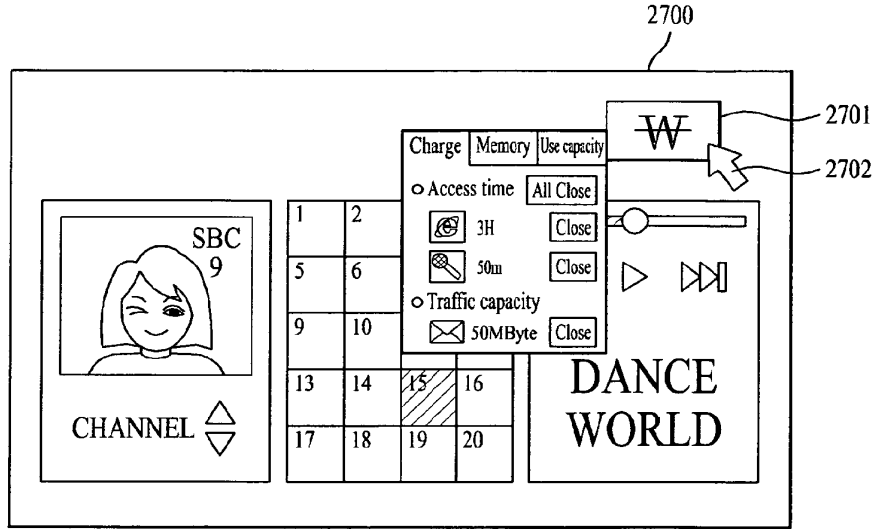 2700
2701
₩
2702
Charge Memory Use capacity
Access time All Close
3H Close
50m Close
Traffic capacity
50MByte Close
SBC
9
CHANNEL
1 2
5 6
9 10
13 14 15 16
17 18 19 20
DANCE
WORLD